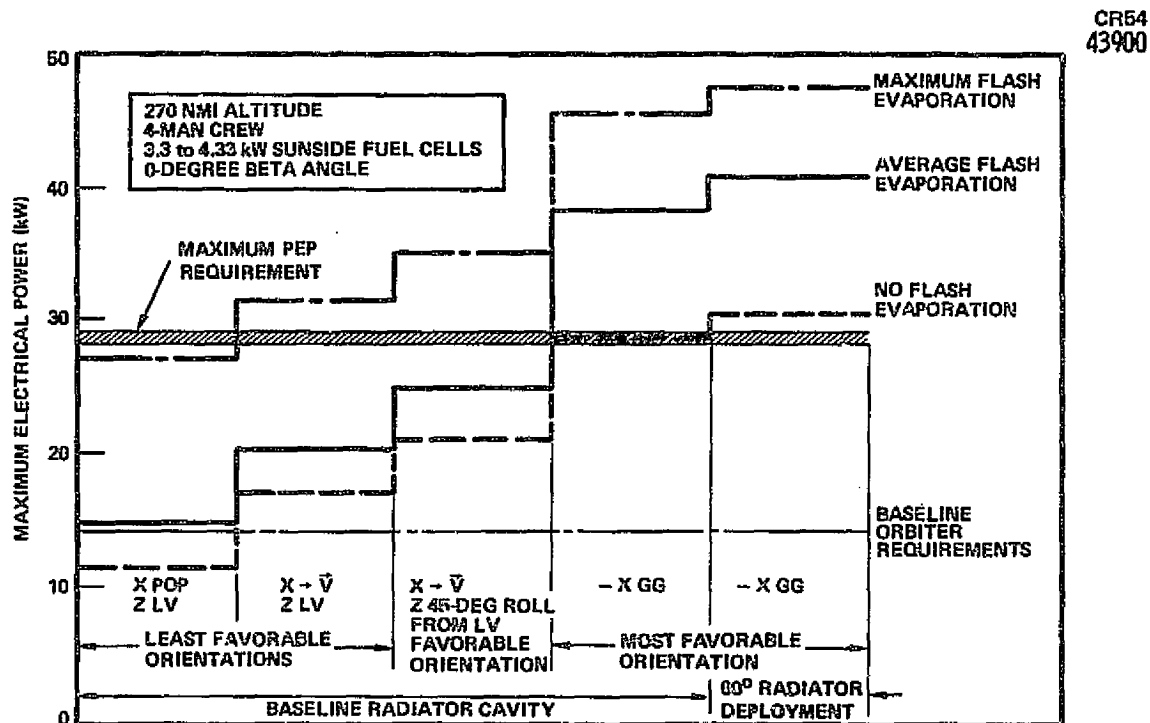 CR54
43900
50
40
30
20
10
0
MAXIMUM ELECTRICAL POWER (kW)
270 NMI ALTITUDE
4-MAN CREW
3.3 to 4.33 kW SUNSIDE FUEL CELLS
0-DEGREE BETA ANGLE
MAXIMUM PEP
REQUIREMENT
MAXIMUM FLASH
EVAPORATION
AVERAGE FLASH
EVAPORATION
NO FLASH
EVAPORATION
BASELINE
ORBITER
REQUIREMENTS
X POP
Z LV
X → V⃗
Z LV
X → V⃗
Z 45-DEG ROLL
FROM LV
FAVORABLE
ORIENTATION
– X GG
– X GG
LEAST FAVORABLE
ORIENTATIONS
MOST FAVORABLE
ORIENTATION
BASELINE RADIATOR CAVITY
RADIATOR
DEPLOYMENT